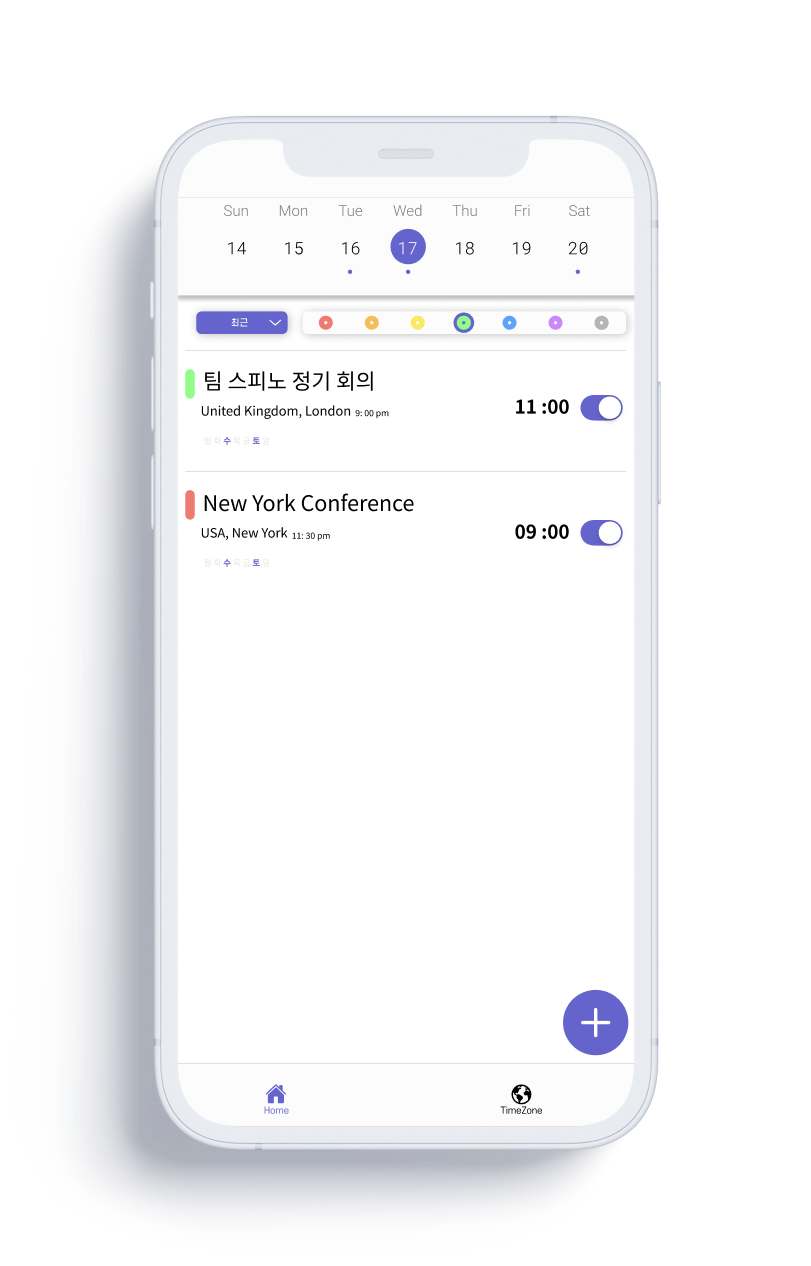 Sun Mon Tue Wed Thu Fri Sat
14 15 16 17 18 19 20
최근
팀 스피노 정기 회의
United Kingdom, London 9: 00 pm
11 :00
월 화 수 목 금 토 일
New York Conference
USA, New York 11: 30 pm
09 :00
월 화 수 목 금 토 일
Home
TimeZone